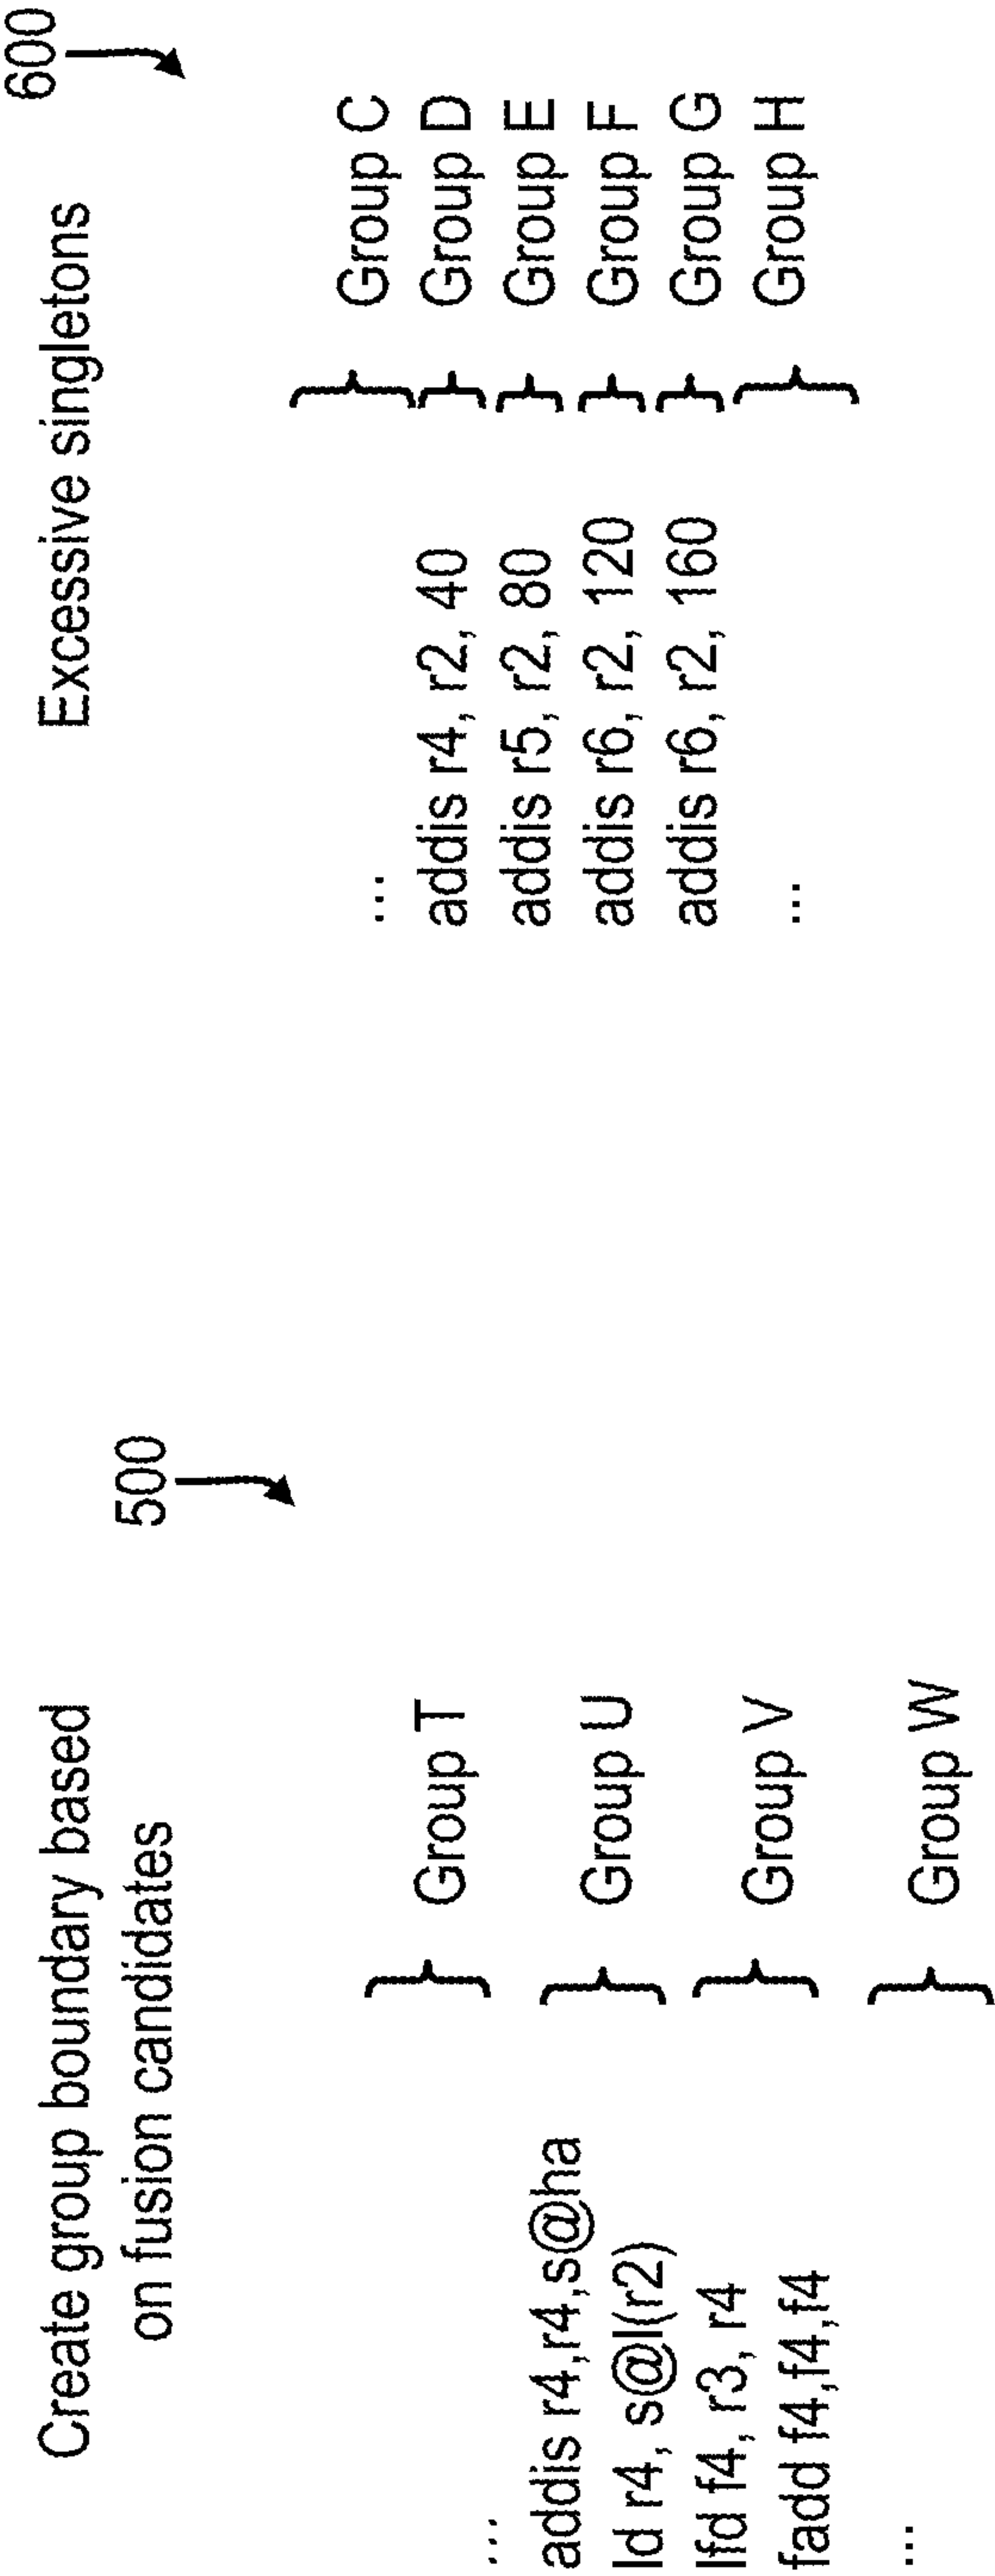 Create group boundary based
on fusion candidates
500
...
Group T
addis r4,r4,s@ha
ld r4, s@l(r2)
Group U
lfd f4, r3, r4
fadd f4,f4,f4
Group V
...
Group W
Excessive singletons
600
...
Group C
addis r4, r2, 40
Group D
addis r5, r2, 80
Group E
addis r6, r2, 120
Group F
addis r6, r2, 160
Group G
...
Group H